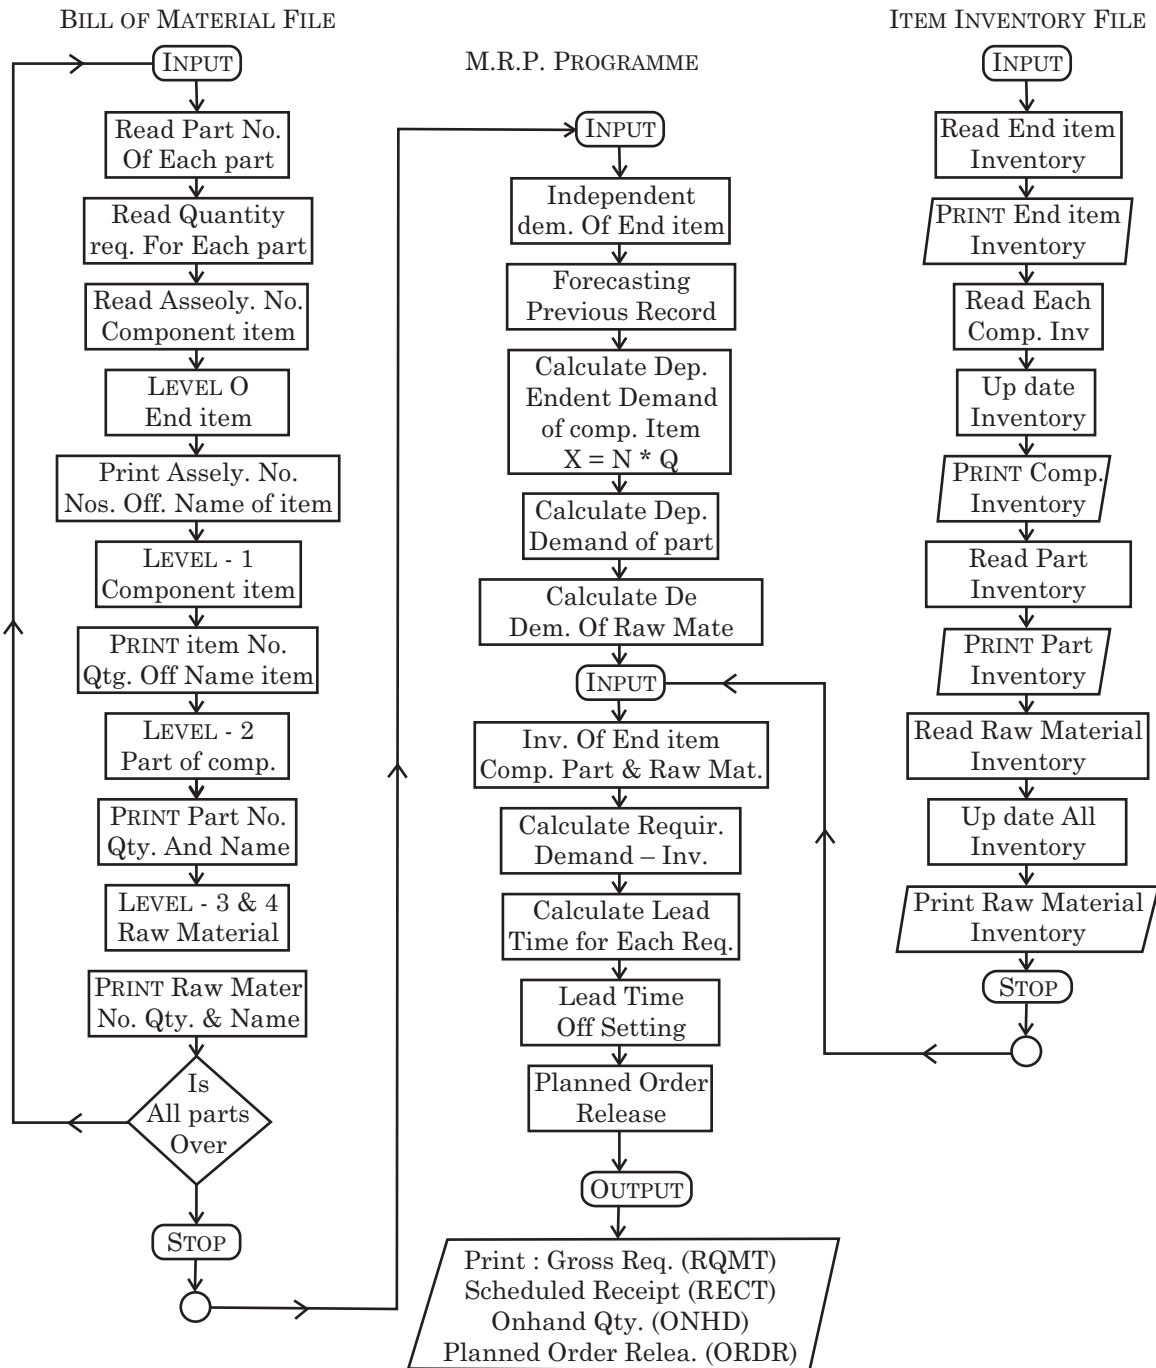 BILL OF MATERIAL FILE
INPUT
Read Part No.
Of Each part
Read Quantity
req. For Each part
Read Asseoly. No.
Component item
LEVEL O
End item
Print Assely. No.
Nos. Off. Name of item
LEVEL - 1
Component item
PRINT item No.
Qtg. Off Name item
LEVEL - 2
Part of comp.
PRINT Part No.
Qty. And Name
LEVEL - 3 & 4
Raw Material
PRINT Raw Mater
No. Qty. & Name
Is
All parts
Over
STOP
M.R.P. PROGRAMME
INPUT
Independent
dem. Of End item
Forecasting
Previous Record
Calculate Dep.
Endent Demand
of comp. Item
X = N * Q
Calculate Dep.
Demand of part
Calculate De
Dem. Of Raw Mate
INPUT
Inv. Of End item
Comp. Part & Raw Mat.
Calculate Requir.
Demand – Inv.
Calculate Lead
Time for Each Req.
Lead Time
Off Setting
Planned Order
Release
OUTPUT
Print : Gross Req. (RQMT)
Scheduled Receipt (RECT)
Onhand Qty. (ONHD)
Planned Order Relea. (ORDR)
ITEM INVENTORY FILE
INPUT
Read End item
Inventory
PRINT End item
Inventory
Read Each
Comp. Inv
Up date
Inventory
PRINT Comp.
Inventory
Read Part
Inventory
PRINT Part
Inventory
Read Raw Material
Inventory
Up date All
Inventory
Print Raw Material
Inventory
STOP